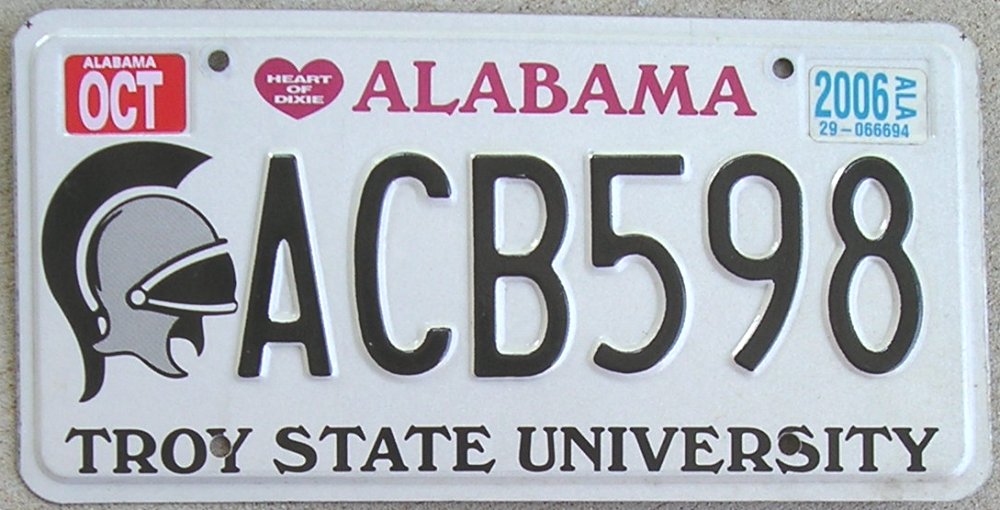 ALABAMA
OCT
HEART
OF
DIXIE
ALABAMA
2006
ALA
29-066694
ACB598
TROY STATE UNIVERSITY